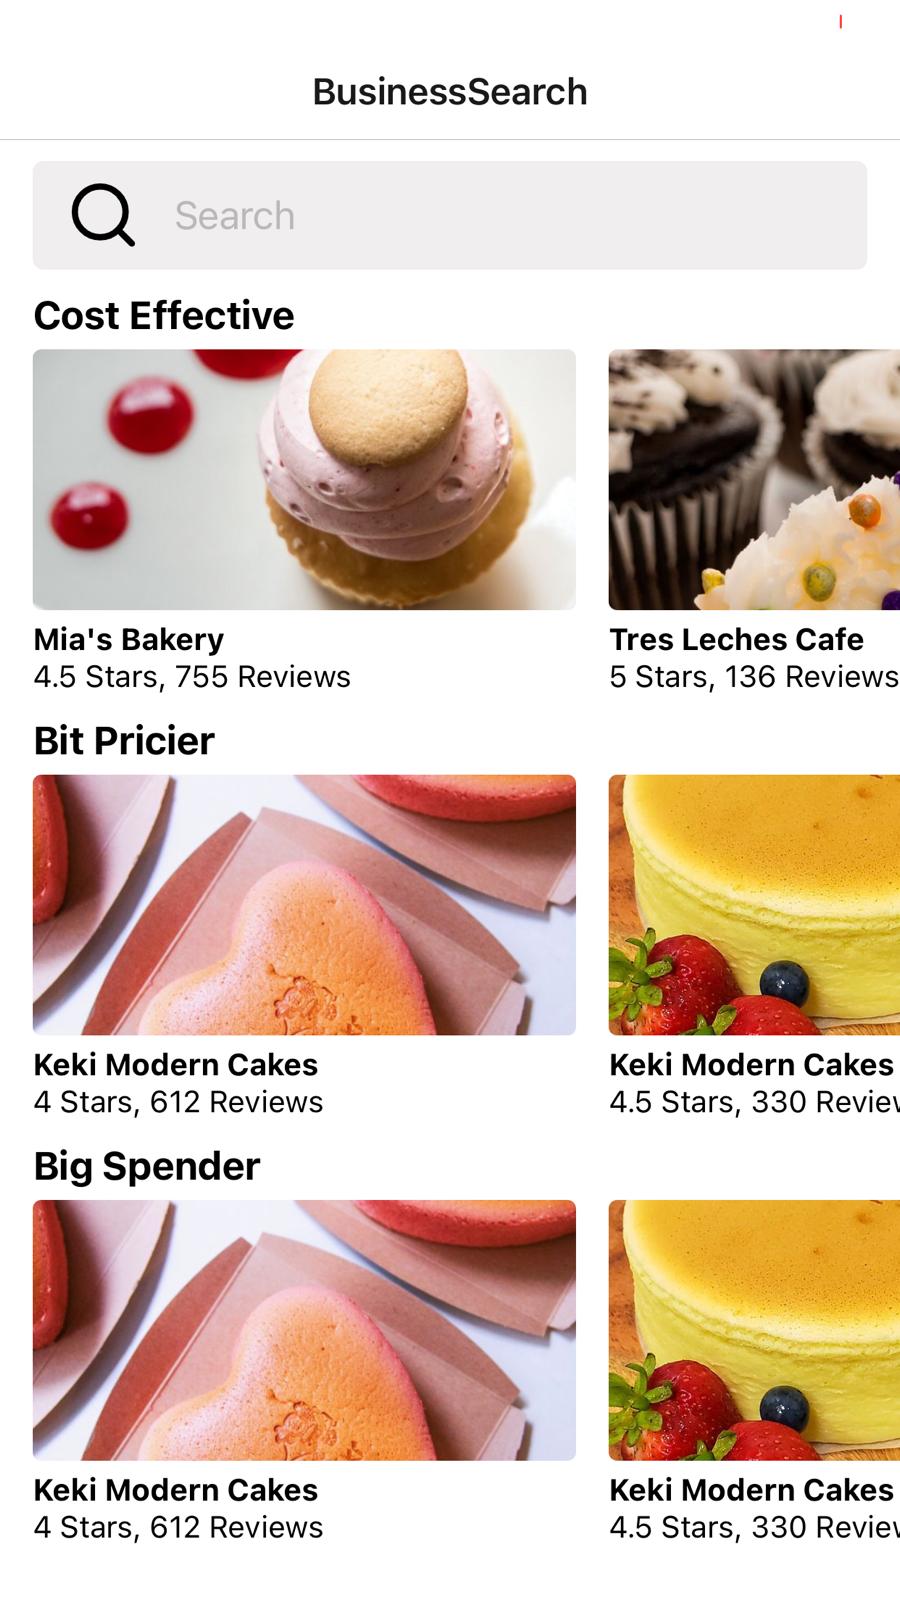 BusinessSearch
Search
Cost Effective
Mia's Bakery
4.5 Stars, 755 Reviews
Tres Leches Cafe
5 Stars, 136 Reviews
Bit Pricier
Keki Modern Cakes
4 Stars, 612 Reviews
Keki Modern Cakes
4.5 Stars, 330 Review
Big Spender
Keki Modern Cakes
4 Stars, 612 Reviews
Keki Modern Cakes
4.5 Stars, 330 Review